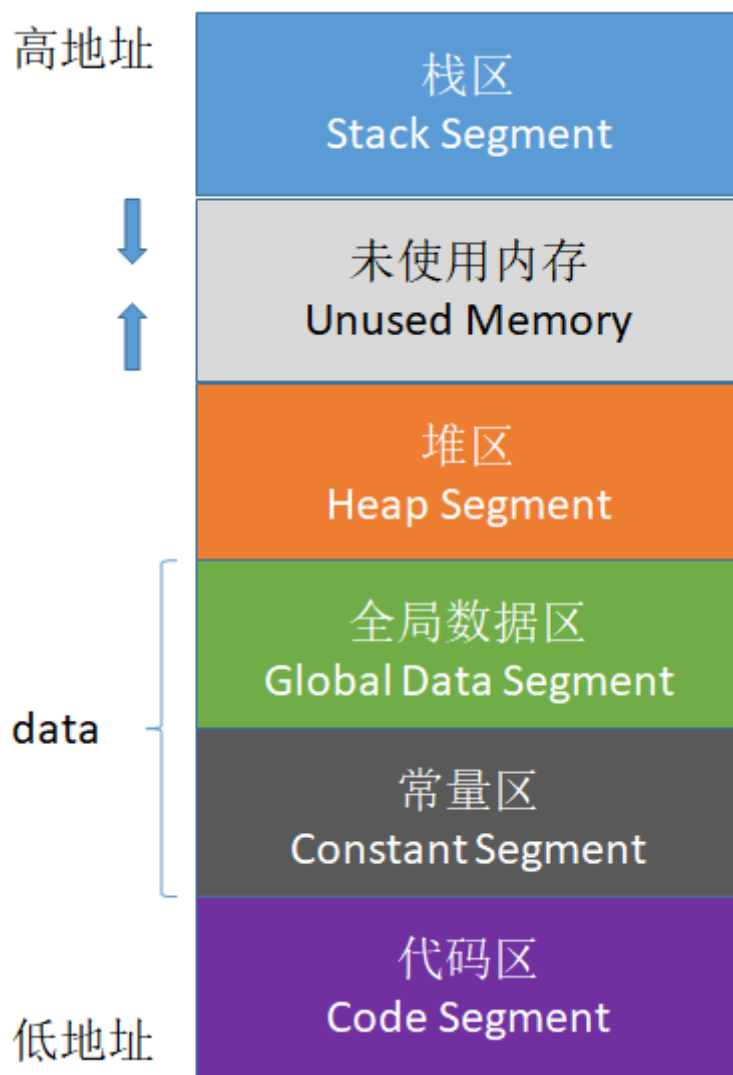 高地址
栈区
Stack Segment
未使用内存
Unused Memory
堆区
Heap Segment
全局数据区
Global Data Segment
data
常量区
Constant Segment
代码区
Code Segment
低地址